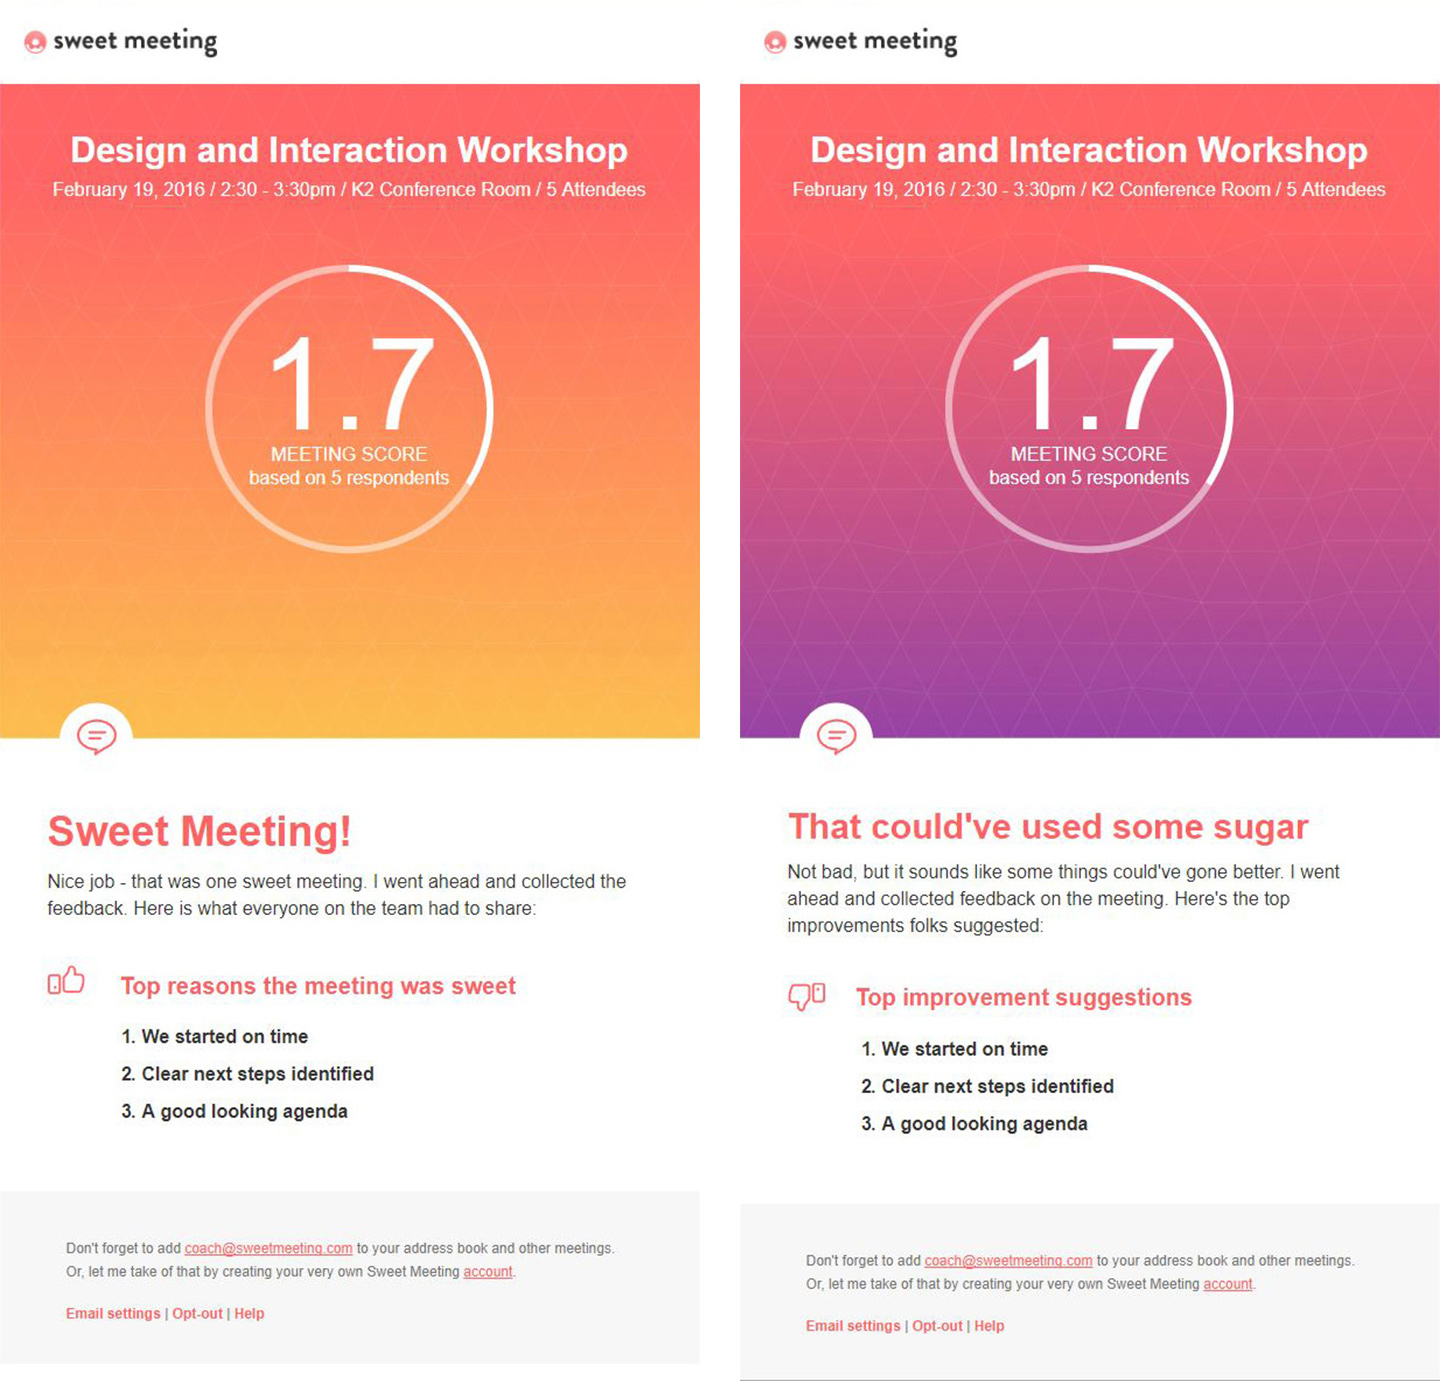 sweet meeting
Design and Interaction Workshop
February 19, 2016 / 2:30 - 3:30pm / K2 Conference Room / 5 Attendees
1.7
MEETING SCORE
based on 5 respondents
Sweet Meeting!
Nice job - that was one sweet meeting. I went ahead and collected the
feedback. Here is what everyone on the team had to share:
Top reasons the meeting was sweet
1. We started on time
2. Clear next steps identified
3. A good looking agenda
Don't forget to add coach@sweetmeeting.com to your address book and other meetings.
Or, let me take of that by creating your very own Sweet Meeting account.
Email settings | Opt-out | Help
sweet meeting
Design and Interaction Workshop
February 19, 2016 / 2:30 - 3:30pm / K2 Conference Room / 5 Attendees
1.7
MEETING SCORE
based on 5 respondents
That could've used some sugar
Not bad, but it sounds like some things could've gone better. I went
ahead and collected feedback on the meeting. Here's the top
improvements folks suggested:
Top improvement suggestions
1. We started on time
2. Clear next steps identified
3. A good looking agenda
Don't forget to add coach@sweetmeeting.com to your address book and other meetings.
Or, let me take of that by creating your very own Sweet Meeting account.
Email settings | Opt-out | Help